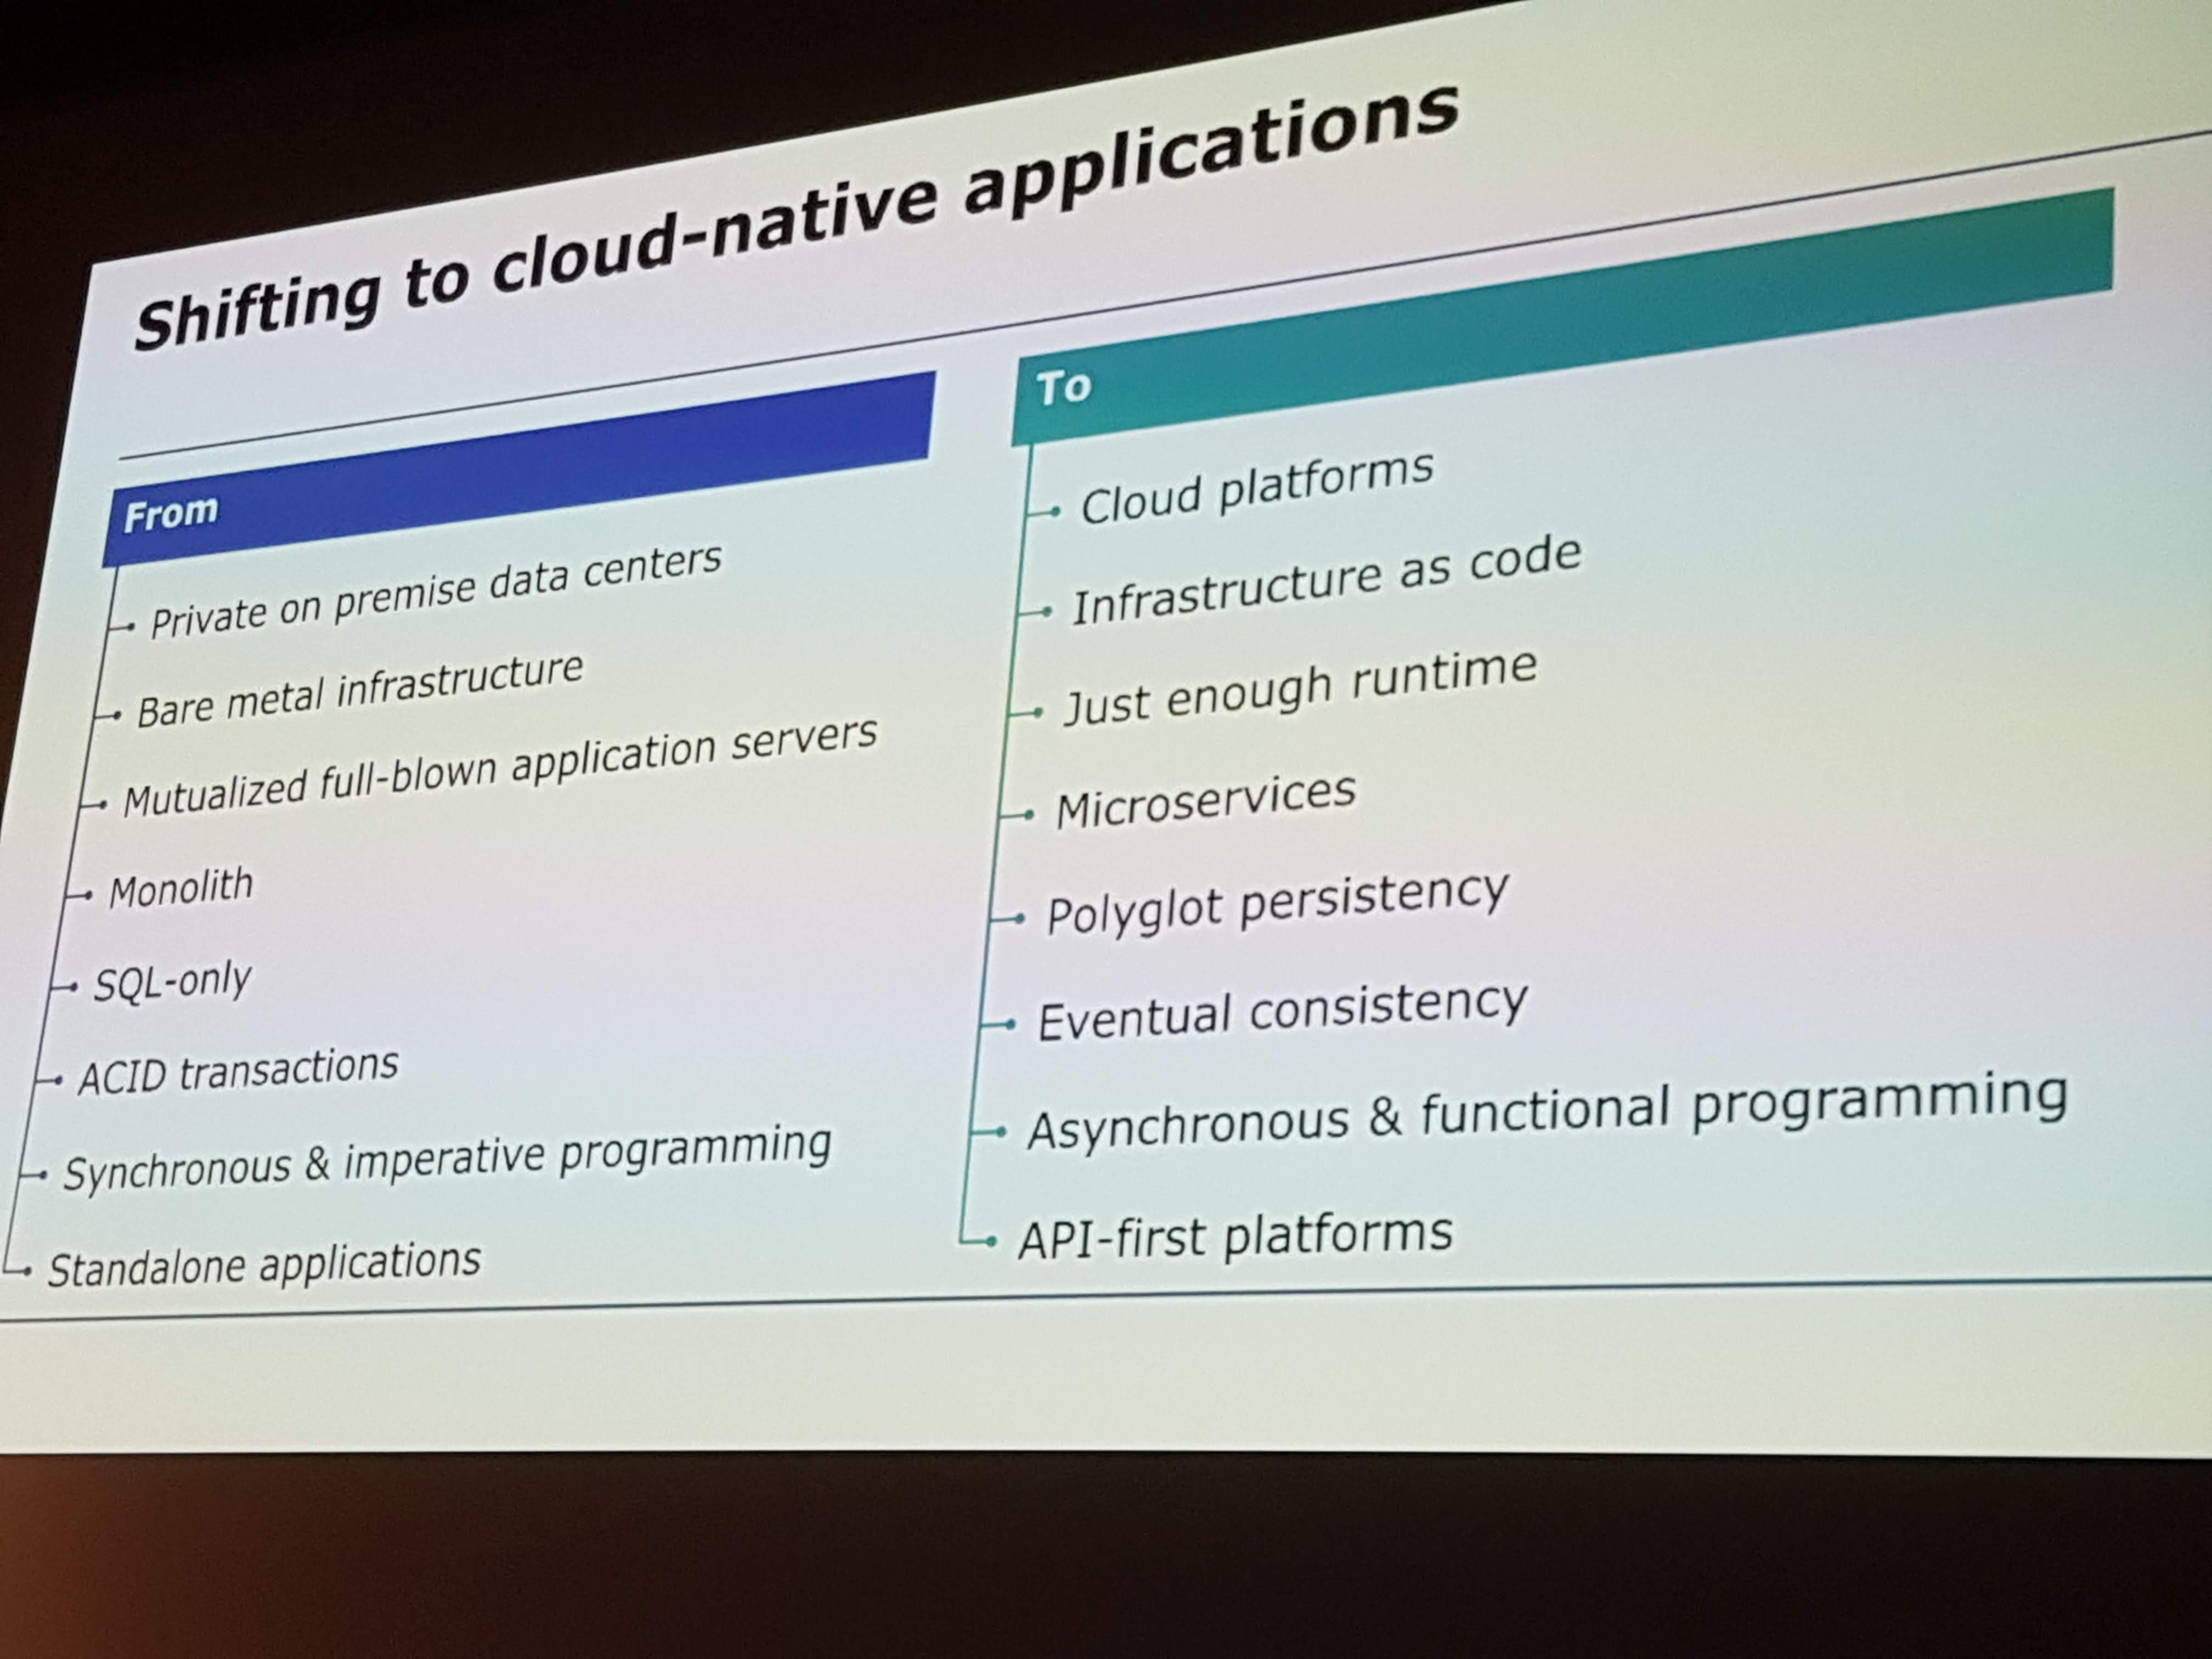 Shifting to cloud-native applications
From
Private on premise data centers
Bare metal infrastructure
Mutualized full-blown application servers
Monolith
SQL-only
ACID transactions
Synchronous & imperative programming
Standalone applications
To
Cloud platforms
Infrastructure as code
Just enough runtime
Microservices
Polyglot persistency
Eventual consistency
Asynchronous & functional programming
API-first platforms